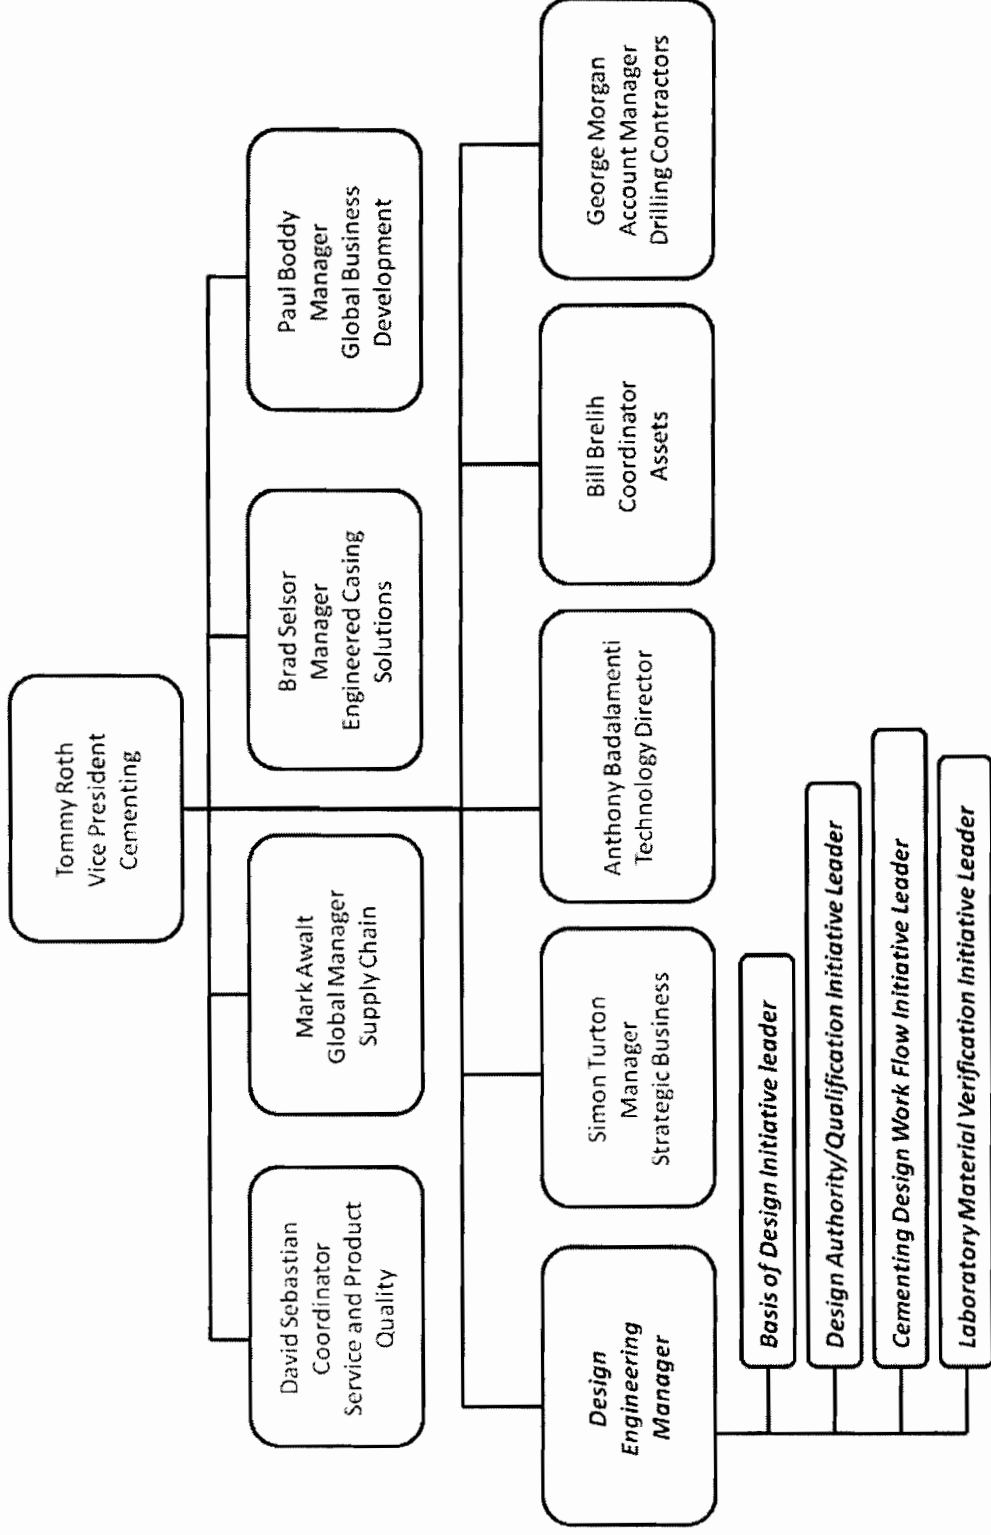 Tommy Roth
Vice President
Cementing
David Sebastian
Coordinator
Service and Product
Quality
Mark Awalt
Global Manager
Supply Chain
Brad Selsor
Manager
Engineered Casing
Solutions
Paul Boddy
Manager
Global Business
Development
Design
Engineering
Manager
Simon Turton
Manager
Strategic Business
Anthony Badalamenti
Technology Director
Bill Brelih
Coordinator
Assets
George Morgan
Account Manager
Drilling Contractors
Basis of Design Initiative leader
Design Authority/Qualification Initiative Leader
Cementing Design Work Flow Initiative Leader
Laboratory Material Verification Initiative Leader